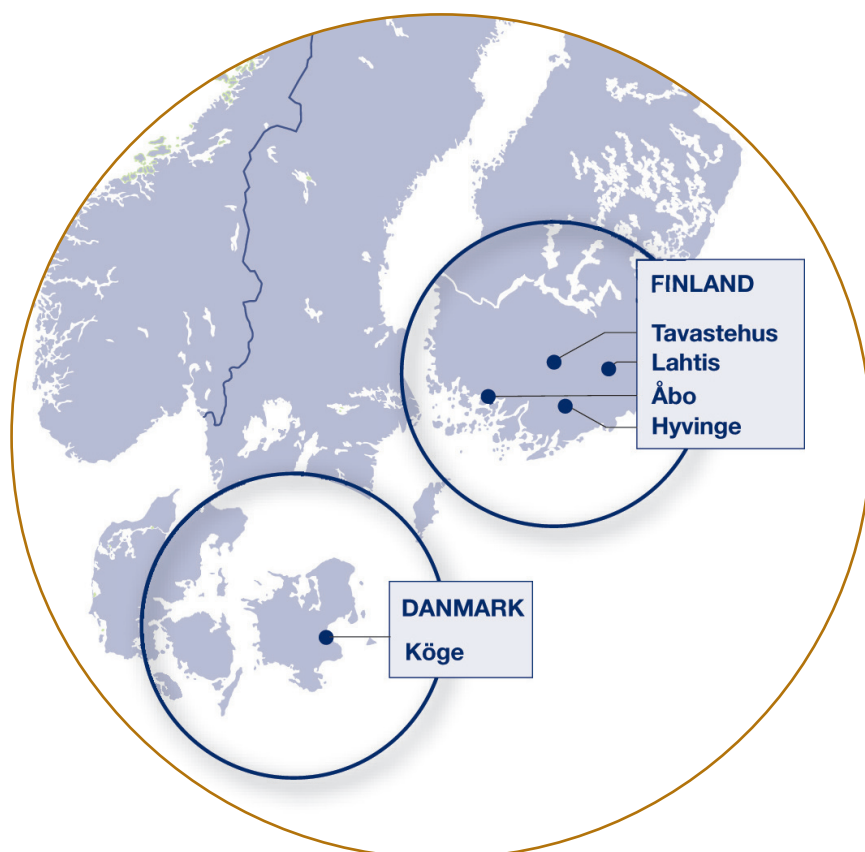 FINLAND
Tavastehus
Lahtis
Åbo
Hyvinge
DANMARK
Köge